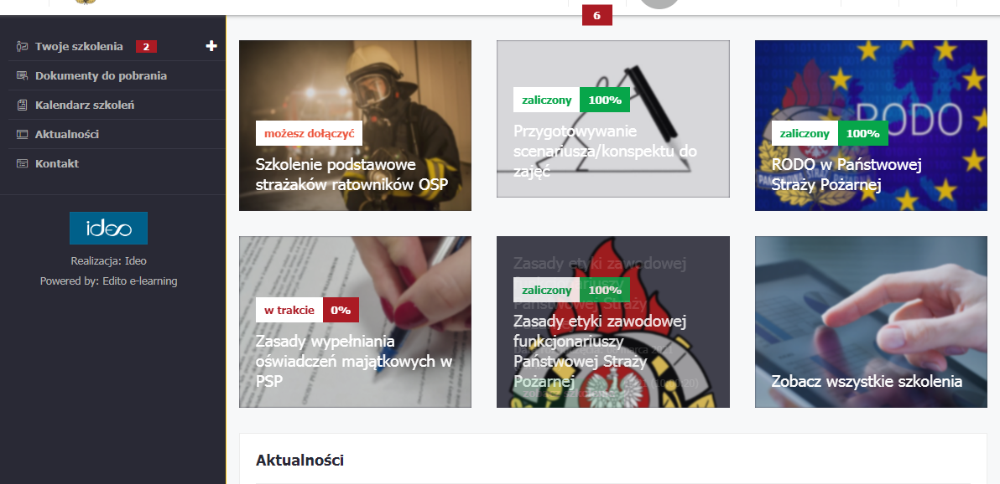 6
Twoje szkolenia 2
Dokumenty do pobrania
Kalendarz szkoleń
Aktualności
Kontakt
ideo
Realizacja: Ideo
Powered by: Edito e-learning
możesz dołączyć
Szkolenie podstawowe
strażaków ratowników OSP
zaliczony 100%
Przygotowywanie
scenariusza/konspektu do
zajęć
RODO
zaliczony 100%
RODO w Państwowej
Straży Pożarnej
w trakcie 0%
Zasady wypełniania
oświadczeń majątkowych w
PSP
Zasady etyki zawodowej
zaliczony 100%
Państwowej Straży
Zasady etyki zawodowej
funkcjonariuszy
Państwowej Straży
Pożarnej
Zobacz wszystkie szkolenia
Aktualności